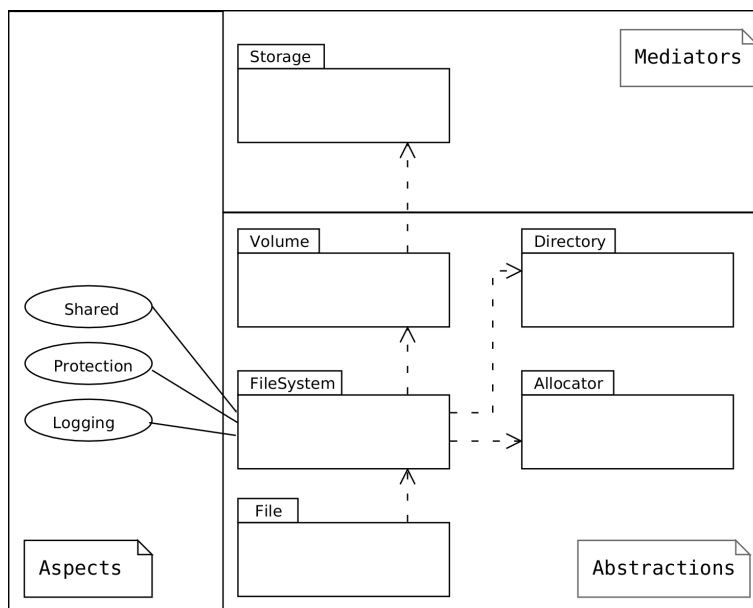 Storage
Mediators
Volume
Directory
Shared
Protection
FileSystem
Allocator
Logging
File
Aspects
Abstractions